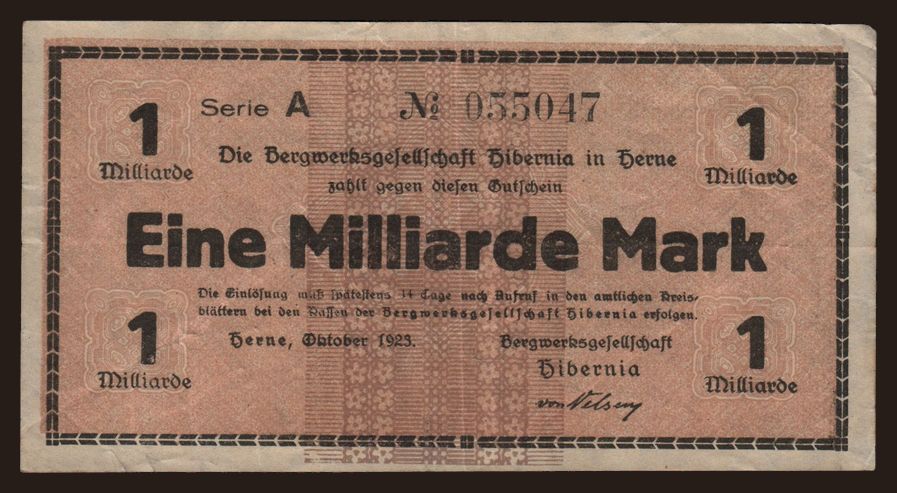 Serie A № 055047
1 Milliarde
1 Milliarde
Die Bergwerksgesellschaft Hibernia in Herne
zahlt gegen diesen Gutschein
Eine Milliarde Mark
Die Einlösung muß spätestens 14 Tage nach Aufruf in den amtlichen Kreis-
blättern bei den Kassen der Bergwerksgesellschaft Hibernia erfolgen.
1 Milliarde
1 Milliarde
Herne, Oktober 1923.
Bergwerksgesellschaft
Hibernia
von Velsen